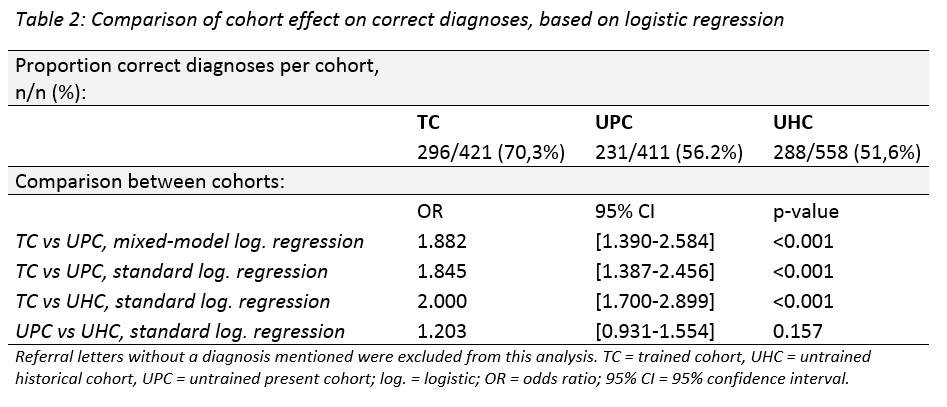 Table 2: Comparison of cohort effect on correct diagnoses, based on logistic regression
Proportion correct diagnoses per cohort,
n/n (%):
TC UPC UHC
296/421 (70,3%) 231/411 (56.2%) 288/558 (51,6%)
Comparison between cohorts:
OR 95% CI p-value
TC vs UPC, mixed-model log. regression 1.882 [1.390-2.584] <0.001
TC vs UPC, standard log. regression 1.845 [1.387-2.456] <0.001
TC vs UHC, standard log. regression 2.000 [1.700-2.899] <0.001
UPC vs UHC, standard log. regression 1.203 [0.931-1.554] 0.157
Referral letters without a diagnosis mentioned were excluded from this analysis. TC = trained cohort, UHC = untrained
historical cohort, UPC = untrained present cohort; log. = logistic; OR = odds ratio; 95% CI = 95% confidence interval.